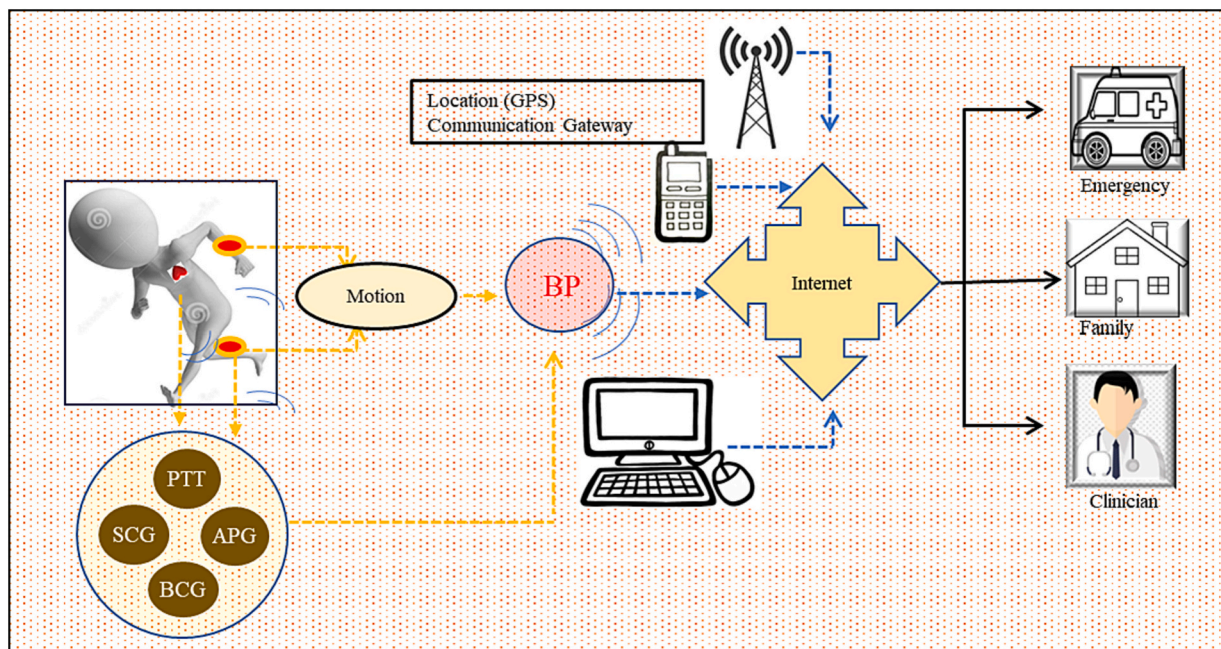 Location (GPS)
Communication Gateway
Emergency
Motion
BP
Internet
Family
PTT
SCG
APG
BCG
Clinician